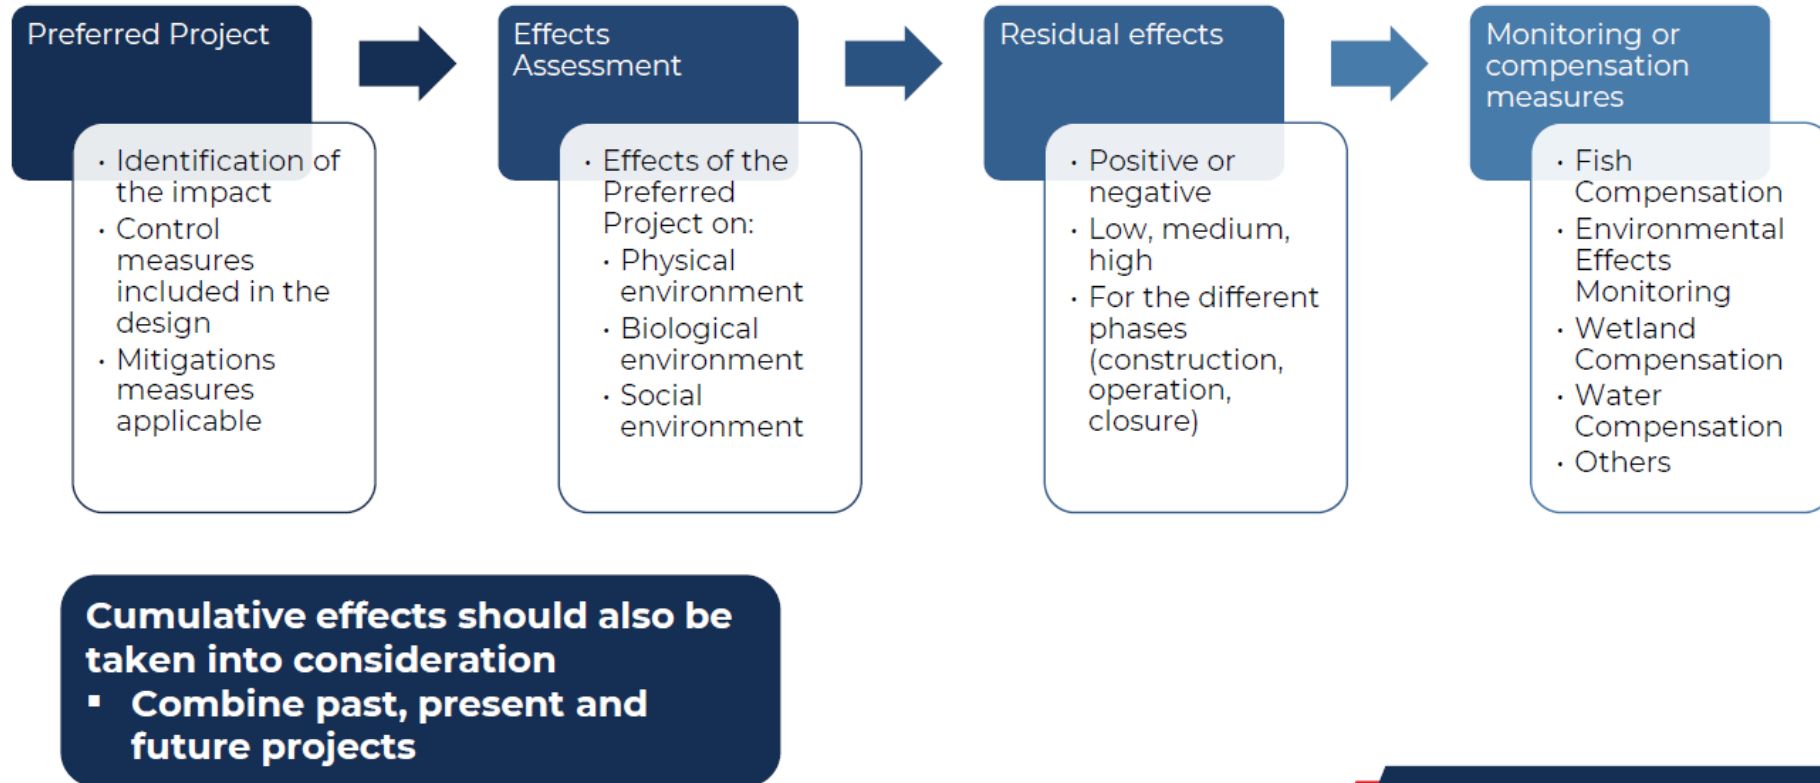 Preferred Project
· Identification of
the impact
· Control
measures
included in the
design
· Mitigations
measures
applicable
Effects
Assessment
· Effects of the
Preferred
Project on:
· Physical
environment
· Biological
environment
· Social
environment
Residual effects
· Positive or
negative
· Low, medium,
high
· For the different
phases
(construction,
operation,
closure)
Monitoring or
compensation
measures
· Fish
Compensation
· Environmental
Effects
Monitoring
· Wetland
Compensation
· Water
Compensation
· Others
Cumulative effects should also be
taken into consideration
▪ Combine past, present and
future projects